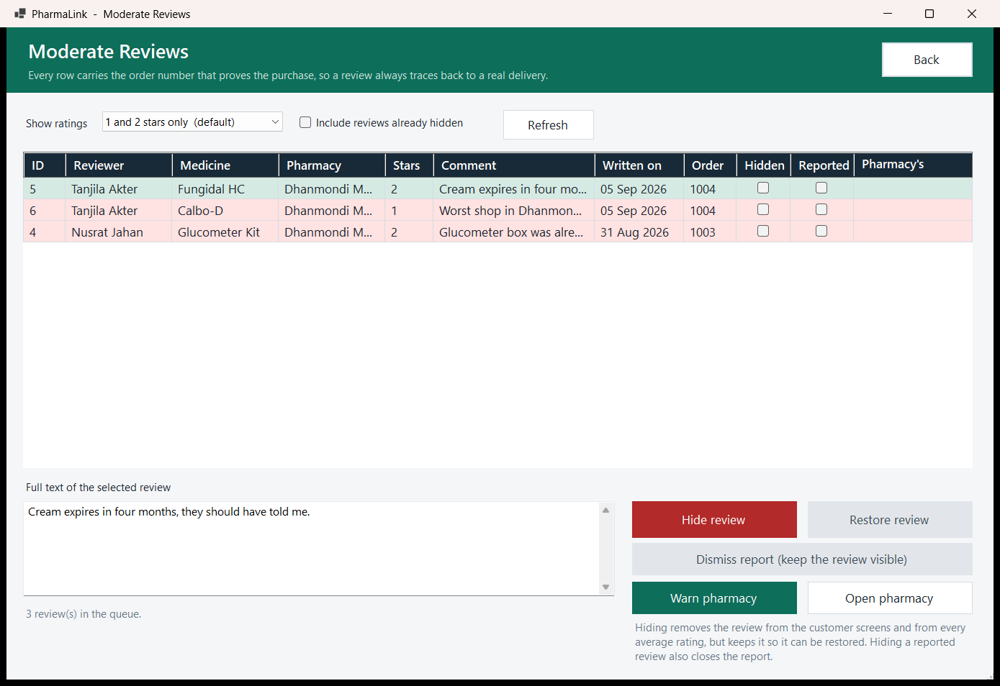 PharmaLink - Moderate Reviews
Moderate Reviews
Every row carries the order number that proves the purchase, so a review always traces back to a real delivery.
Back
Show ratings
1 and 2 stars only (default)
Include reviews already hidden
Refresh
ID Reviewer Medicine Pharmacy Stars Comment Written on Order Hidden Reported Pharmacy's
5 Tanjila Akter Fungidal HC Dhanmondi M... 2 Cream expires in four mo... 05 Sep 2026 1004
6 Tanjila Akter Calbo-D Dhanmondi M... 1 Worst shop in Dhanmon... 05 Sep 2026 1004
4 Nusrat Jahan Glucometer Kit Dhanmondi M... 2 Glucometer box was alre... 31 Aug 2026 1003
Full text of the selected review
Cream expires in four months, they should have told me.
3 review(s) in the queue.
Hide review
Restore review
Dismiss report (keep the review visible)
Warn pharmacy
Open pharmacy
Hiding removes the review from the customer screens and from every
average rating, but keeps it so it can be restored. Hiding a reported
review also closes the report.